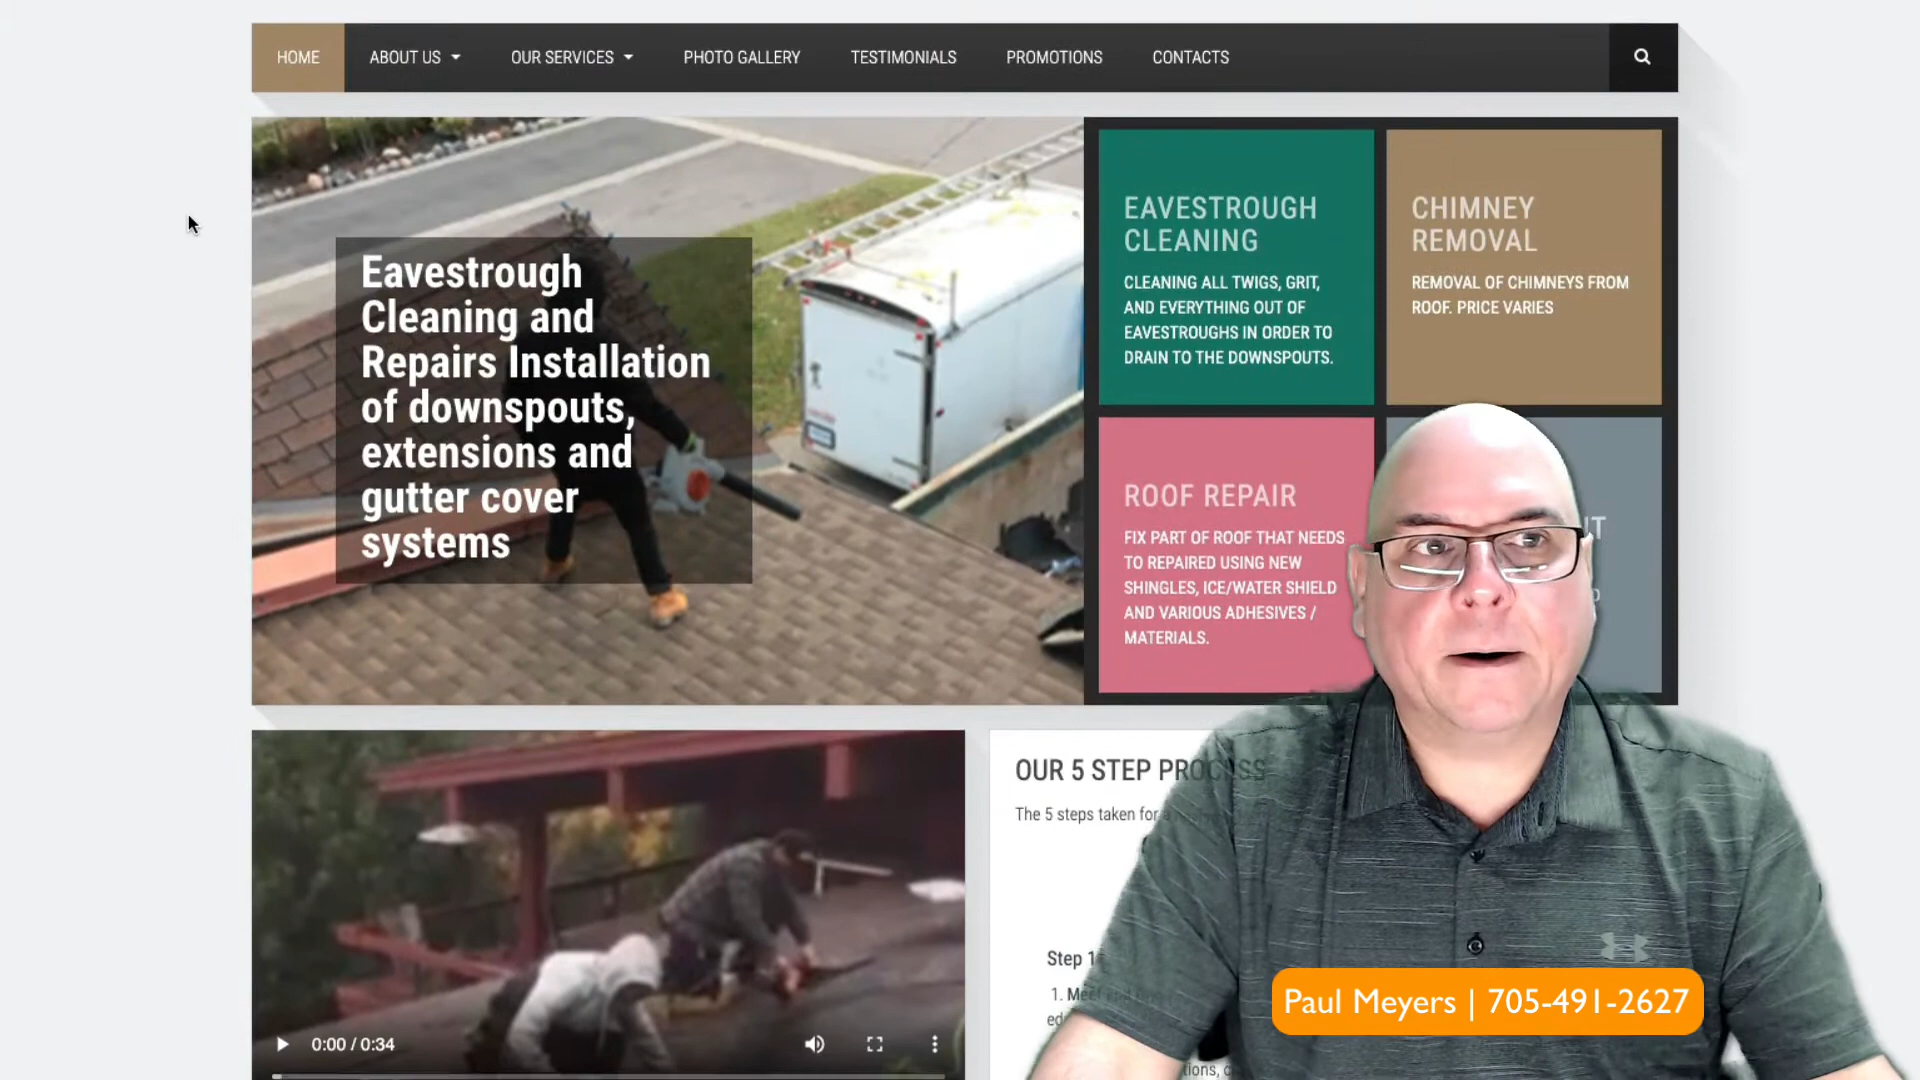 HOME
ABOUT US
OUR SERVICES
PHOTO GALLERY
TESTIMONIALS
PROMOTIONS
CONTACTS
Eavestrough
Cleaning and
Repairs Installation
of downspouts,
extensions and
gutter cover
systems
EAVESTROUGH
CLEANING
CLEANING ALL TWIGS, GRIT,
AND EVERYTHING OUT OF
EAVESTROUGHS IN ORDER TO
DRAIN TO THE DOWNSPOUTS.
CHIMNEY
REMOVAL
REMOVAL OF CHIMNEYS FROM
ROOF. PRICE VARIES
ROOF REPAIR
FIX PART OF ROOF THAT NEEDS
TO REPAIRED USING NEW
SHINGLES, ICE/WATER SHIELD
AND VARIOUS ADHESIVES /
MATERIALS.
0:00 / 0:34
OUR 5 STEP PROCESS
The 5 steps taken for a
Step 1
1. Meet and
Paul Meyers | 705-491-2627